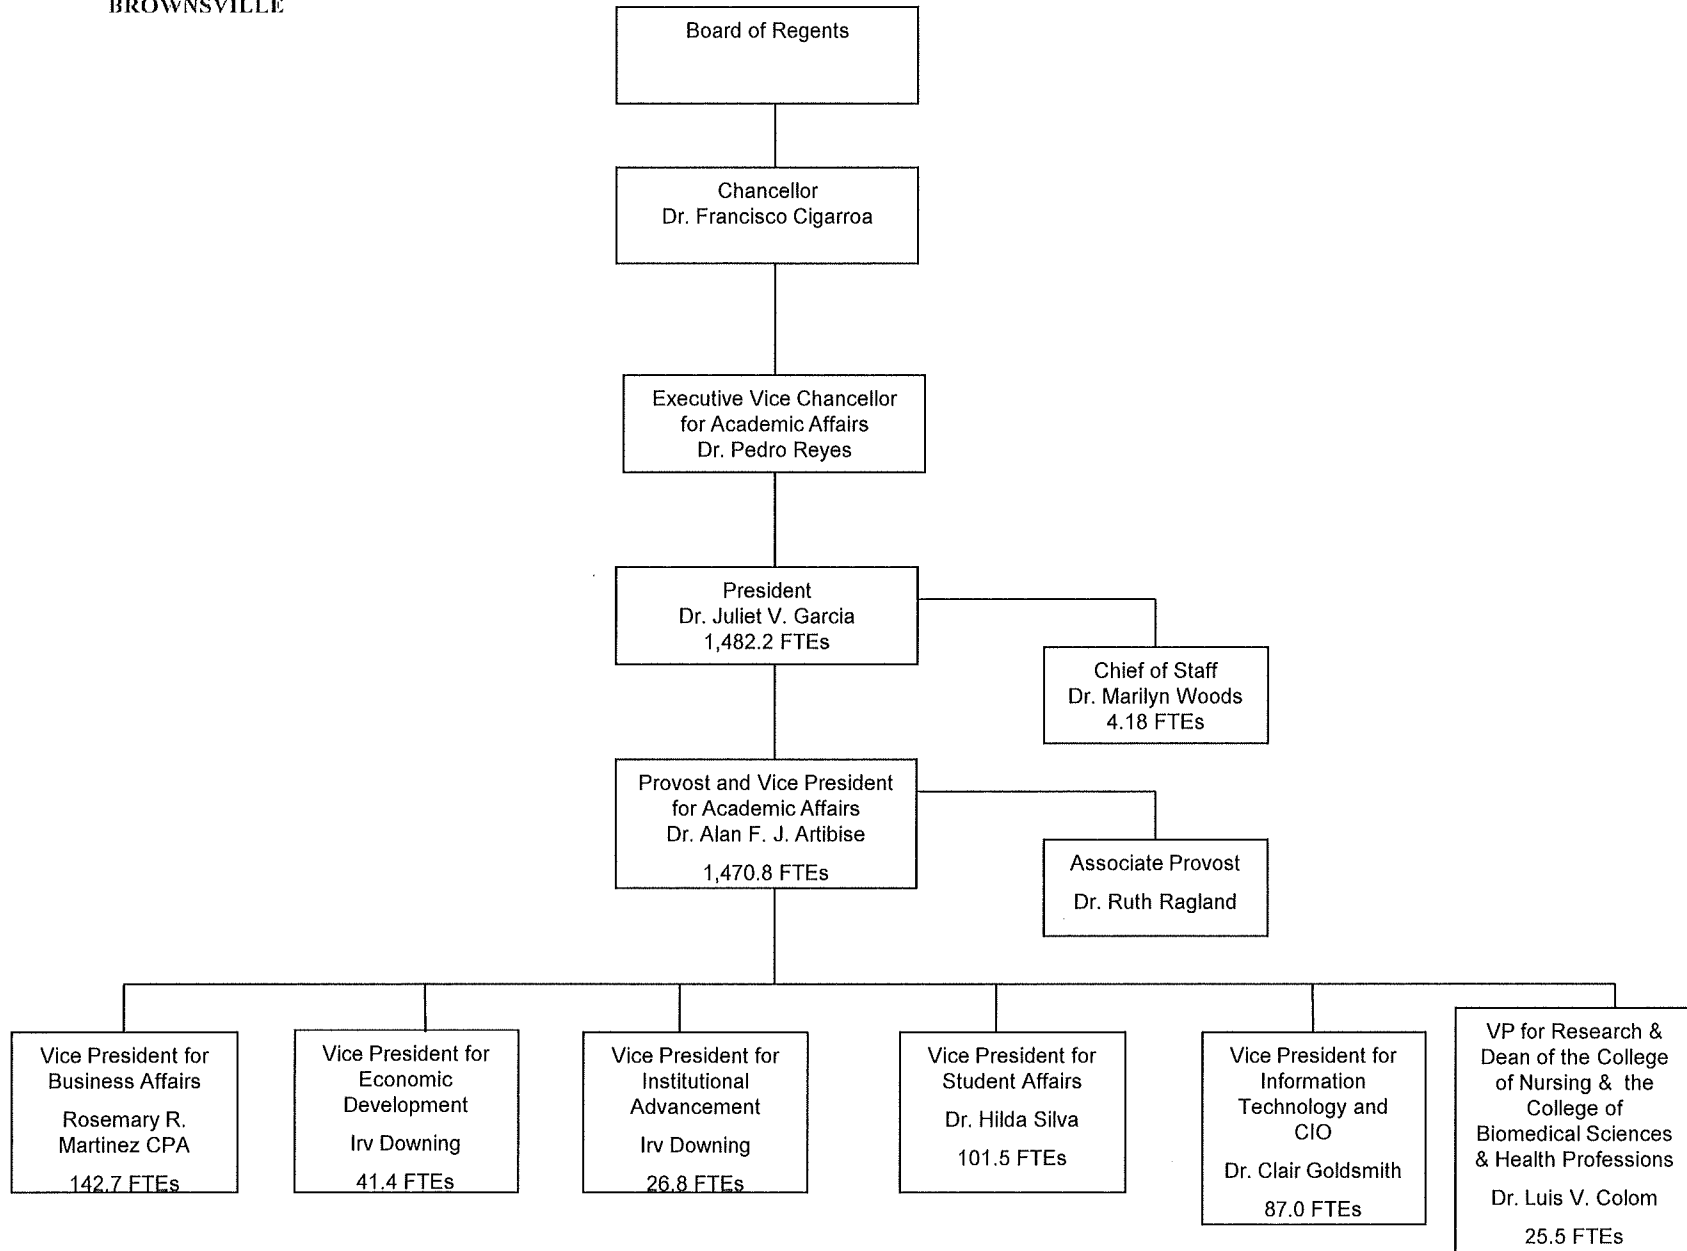 BROWNSVILLE
Board of Regents
Chancellor
Dr. Francisco Cigarroa
Executive Vice Chancellor
for Academic Affairs
Dr. Pedro Reyes
President
Dr. Juliet V. Garcia
1,482.2 FTEs
Chief of Staff
Dr. Marilyn Woods
4.18 FTEs
Provost and Vice President
for Academic Affairs
Dr. Alan F. J. Artibise
1,470.8 FTEs
Associate Provost
Dr. Ruth Ragland
Vice President for
Business Affairs
Rosemary R.
Martinez CPA
142.7 FTEs
Vice President for
Economic
Development
Irv Downing
41.4 FTEs
Vice President for
Institutional
Advancement
Irv Downing
26.8 FTEs
Vice President for
Student Affairs
Dr. Hilda Silva
101.5 FTEs
Vice President for
Information
Technology and
CIO
Dr. Clair Goldsmith
87.0 FTEs
VP for Research &
Dean of the College
of Nursing & the
College of
Biomedical Sciences
& Health Professions
Dr. Luis V. Colom
25.5 FTEs